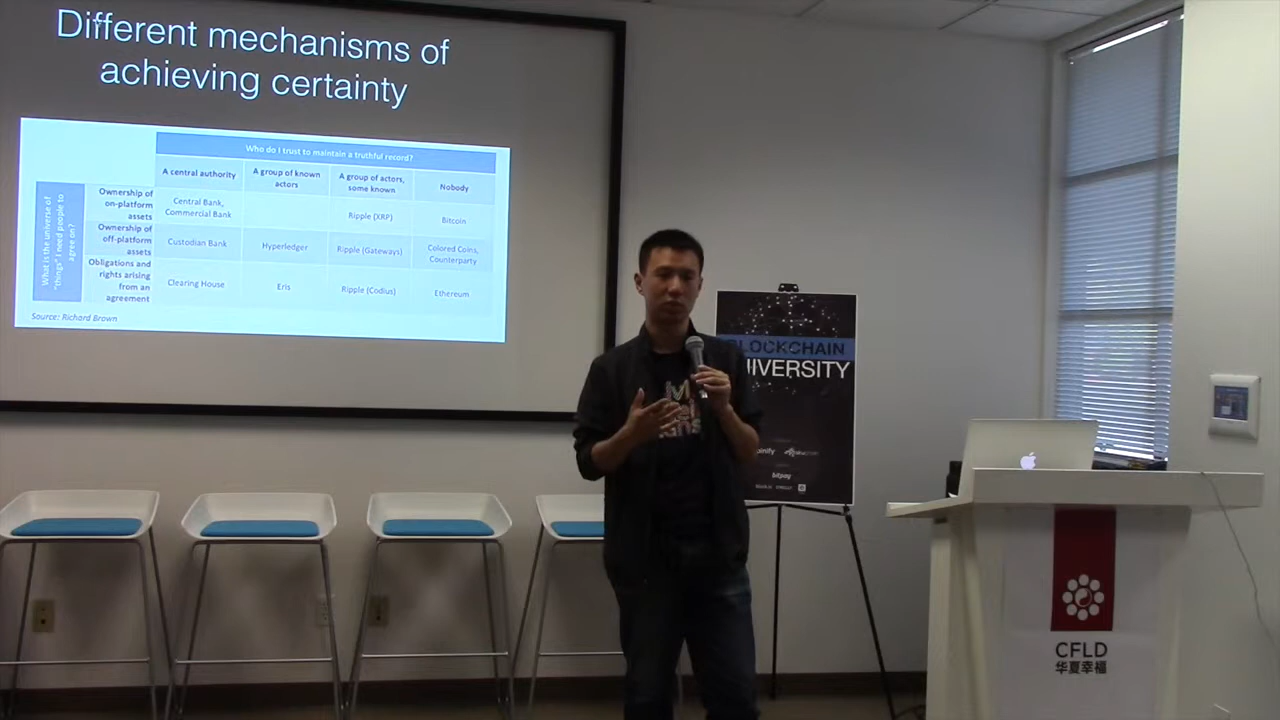 Different mechanisms of
achieving certainty
Who do I trust to maintain a truthful record?
A central authority
A group of known
actors
A group of actors,
some known
Nobody
What is the universe of
"things" I need people to
agree on?
Ownership of
on-platform
assets
Central Bank,
Commercial Bank
Ripple (XRP)
Bitcoin
Ownership of
off-platform
assets
Custodian Bank
Hyperledger
Ripple (Gateways)
Colored Coins,
Counterparty
Obligations and
rights arising
from an
agreement
Clearing House
Eris
Ripple (Codius)
Ethereum
Source: Richard Brown
BLOCKCHAIN
UNIVERSITY
bitpay
CFLD
华夏幸福